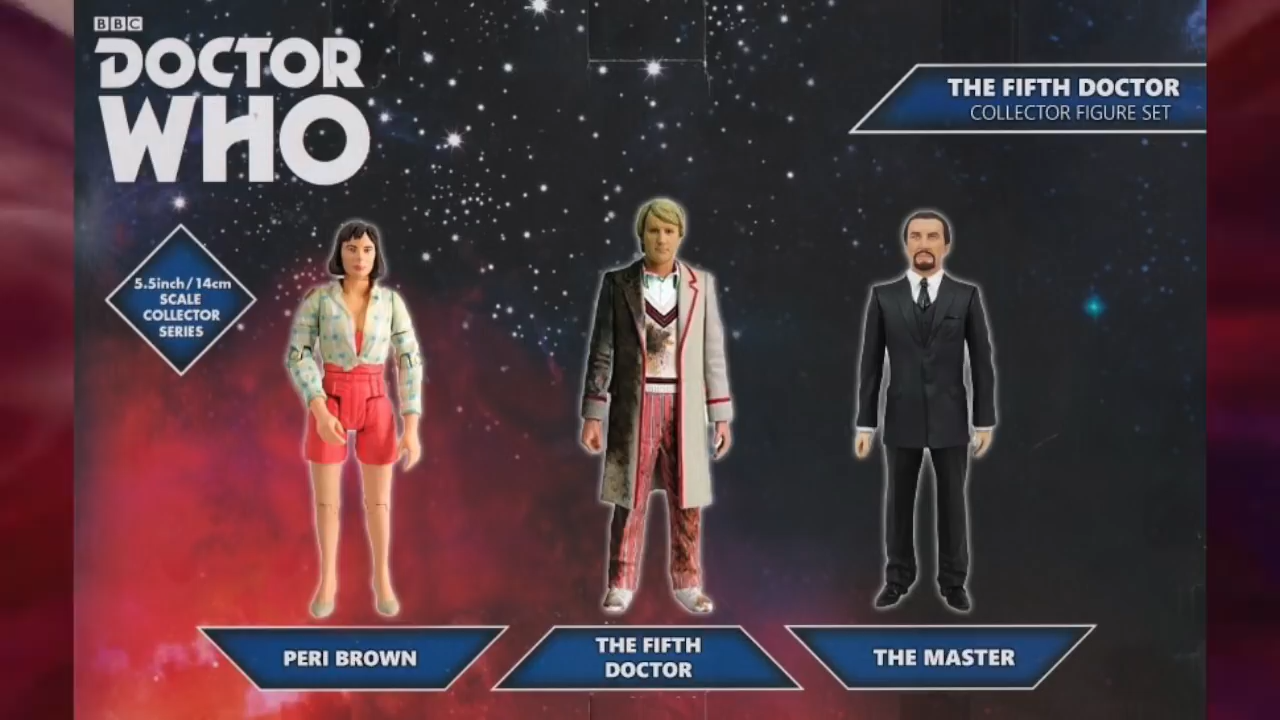 BBC
DOCTOR
WHO
THE FIFTH DOCTOR
COLLECTOR FIGURE SET
5.5inch/14cm
SCALE
COLLECTOR
SERIES
PERI BROWN
THE FIFTH
DOCTOR
THE MASTER